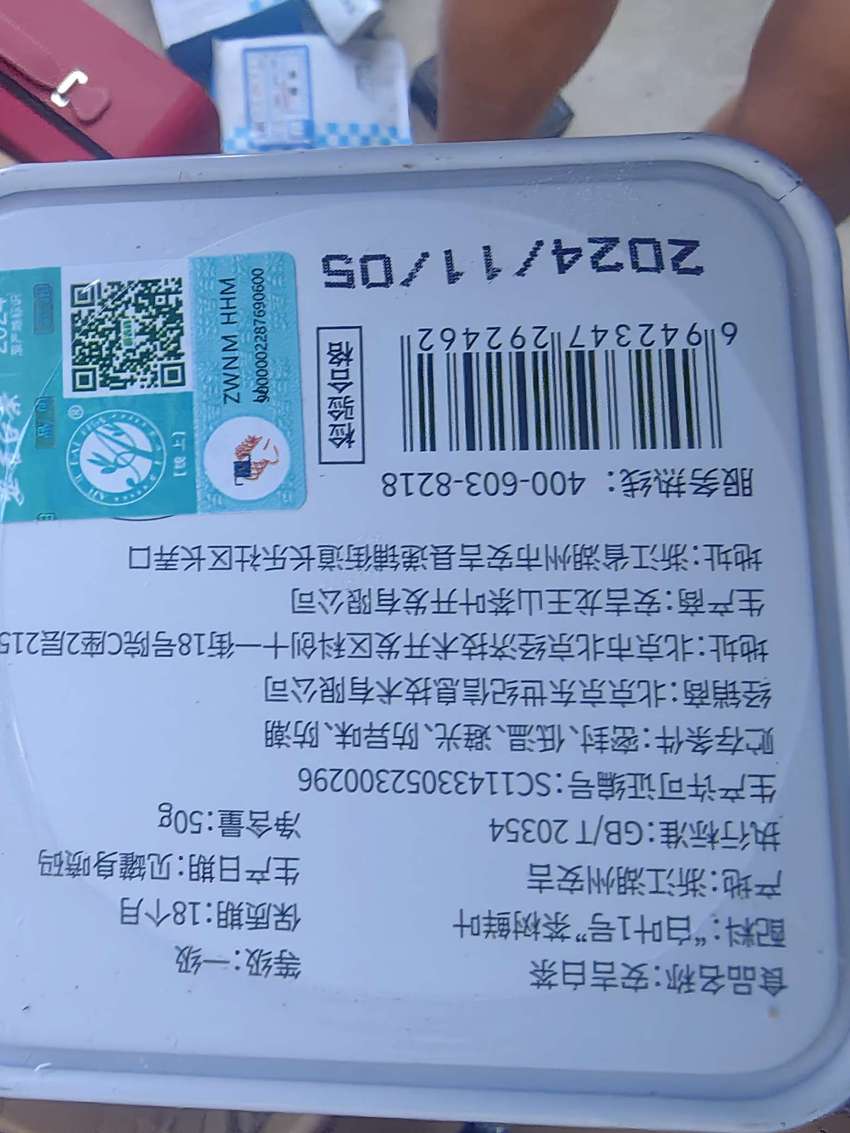 食品名称：安吉白茶
等级：一级
配料：“白叶1号”茶树鲜叶
保质期：18个月
产地：浙江湖州安吉
生产日期：见罐身喷码
执行标准：GB/T 20354
净含量：50g
生产许可证编号：SC11433052300296
贮存条件：密封、低温、避光、防异味、防潮
经销商：北京京东世纪信息技术有限公司
地址：北京市北京经济技术开发区科创十一街18号院C座2层215
生产商：安吉龙王山茶叶开发有限公司
地址：浙江省湖州市安吉县递铺街道长乐社区长弄口
服务热线：400-603-8218
检验合格
6942347292462
2024/11/05
ZWNM HHM
2024